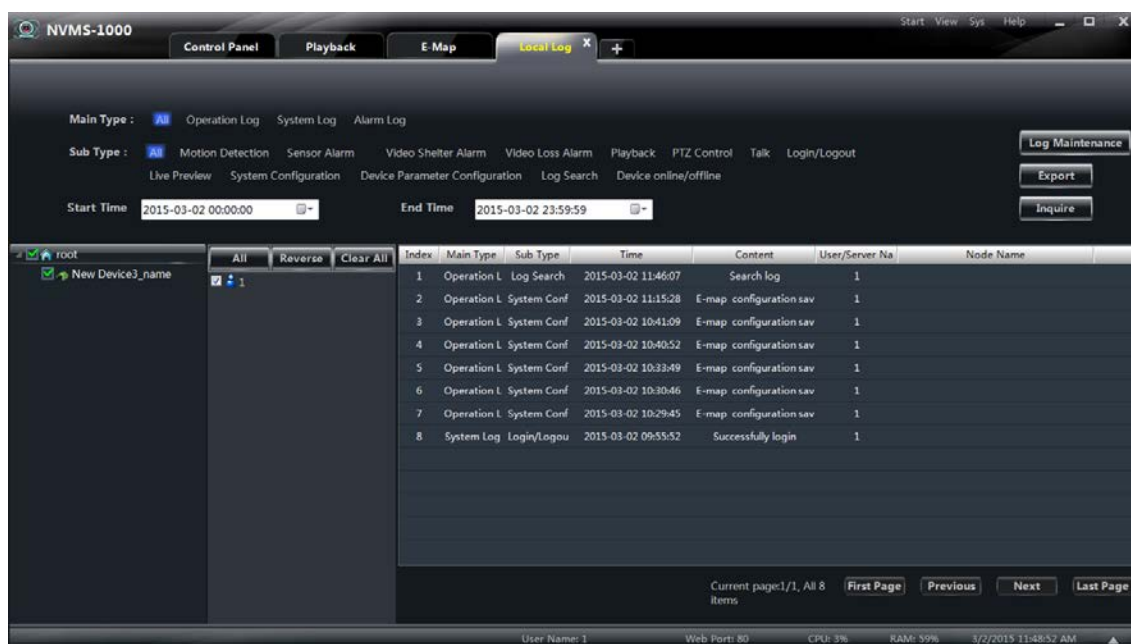 NVMS-1000
Start View Sys Help
Control Panel Playback E-Map Local Log X +
Main Type : All Operation Log System Log Alarm Log
Sub Type : All Motion Detection Sensor Alarm Video Shelter Alarm Video Loss Alarm Playback PTZ Control Talk Login/Logout
Live Preview System Configuration Device Parameter Configuration Log Search Device online/offline
Log Maintenance
Export
Start Time 2015-03-02 00:00:00 End Time 2015-03-02 23:59:59 Inquire
root
New Device3_name
All Reverse Clear All
1
Index Main Type Sub Type Time Content User/Server Na Node Name
1 Operation L Log Search 2015-03-02 11:46:07 Search log 1
2 Operation L System Conf 2015-03-02 11:15:28 E-map configuration sav 1
3 Operation L System Conf 2015-03-02 10:41:09 E-map configuration sav 1
4 Operation L System Conf 2015-03-02 10:40:52 E-map configuration sav 1
5 Operation L System Conf 2015-03-02 10:33:49 E-map configuration sav 1
6 Operation L System Conf 2015-03-02 10:30:46 E-map configuration sav 1
7 Operation L System Conf 2015-03-02 10:29:45 E-map configuration sav 1
8 System Log Login/Logou 2015-03-02 09:55:52 Successfully login 1
Current page:1/1, All 8
items
First Page Previous Next Last Page
User Name: 1 Web Port: 80 CPU: 3% RAM: 59% 3/2/2015 11:48:52 AM